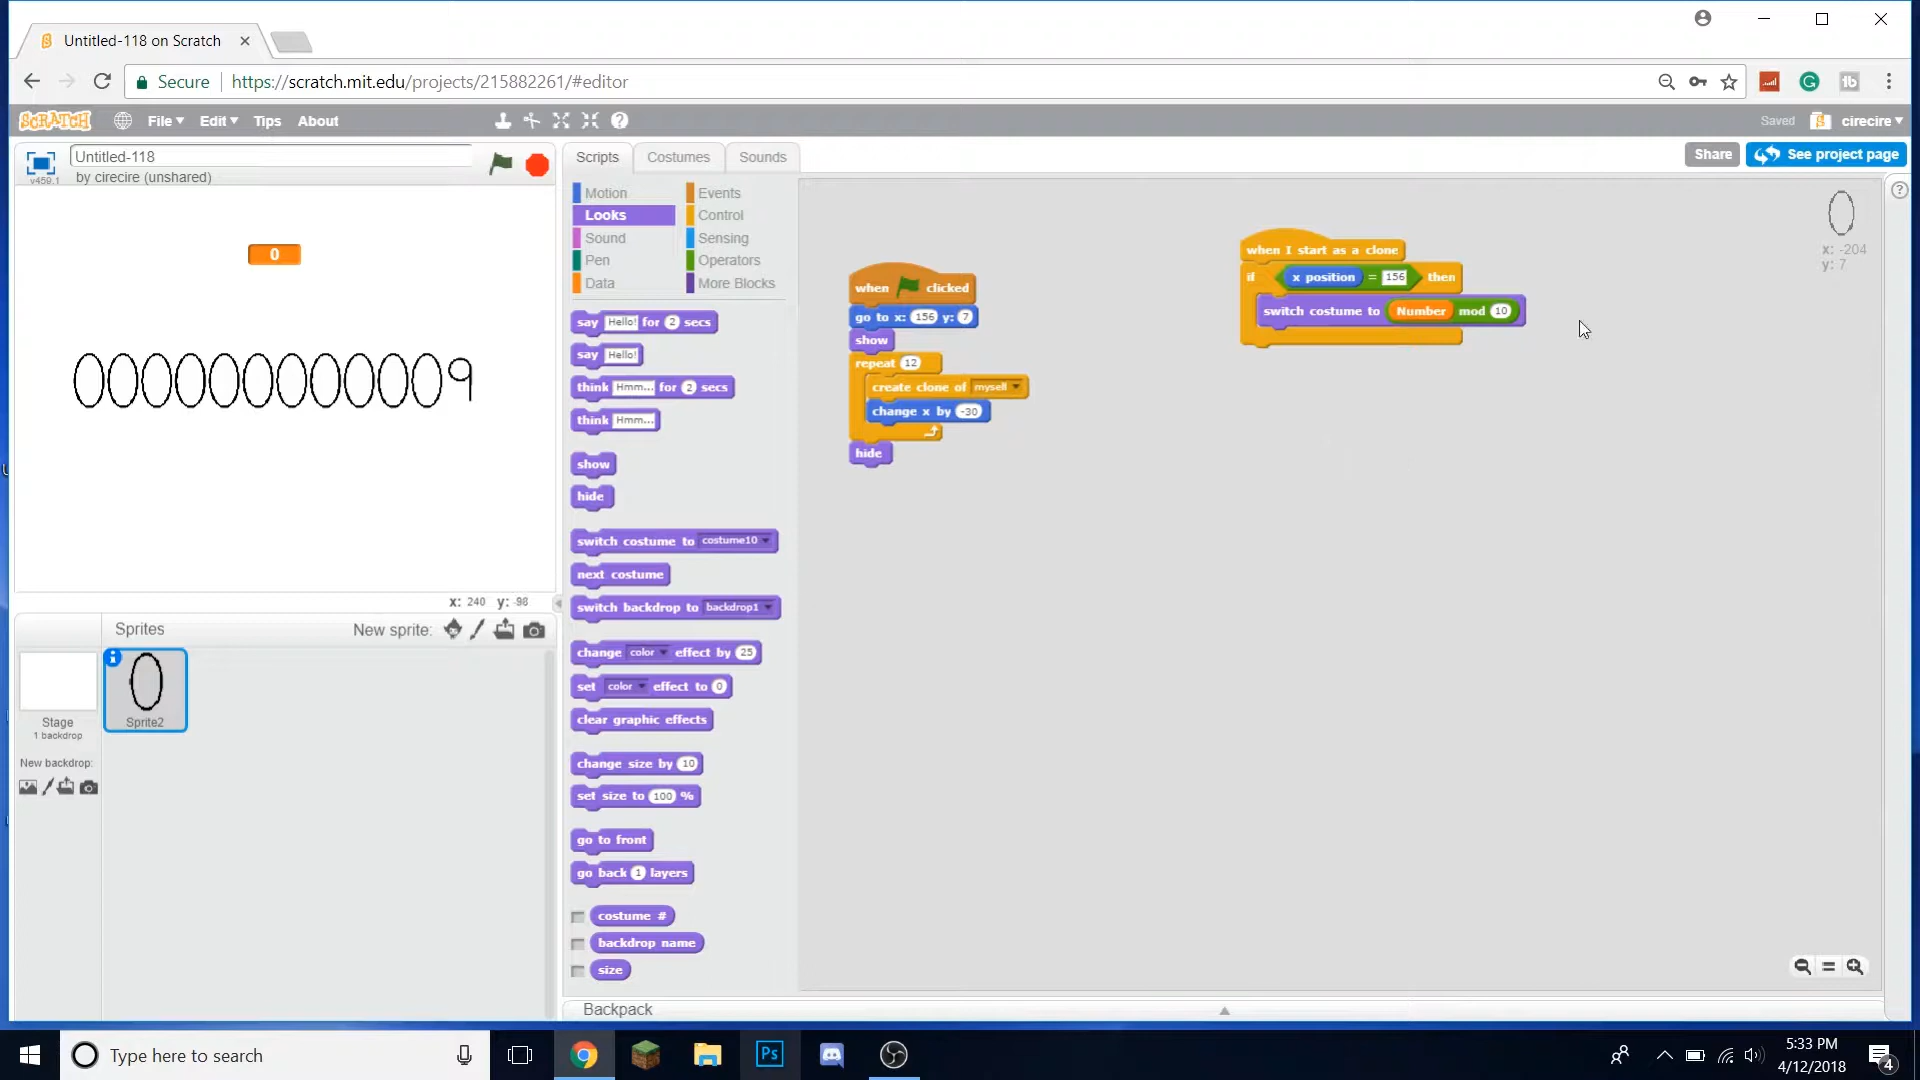 Untitled-118 on Scratch
Secure https://scratch.mit.edu/projects/215882261/#editor
SCRATCH File Edit Tips About Saved cirecire
Untitled-118
by cirecire (unshared)
v459.1
Scripts Costumes Sounds
Share See project page
Motion Events
Looks Control
Sound Sensing
Pen Operators
Data More Blocks
0
000000000009
x: 240 y: -98
say Hello! for 2 secs
say Hello!
think Hmm... for 2 secs
think Hmm...
show
hide
switch costume to costume10
next costume
switch backdrop to backdrop1
change color effect by 25
set color effect to 0
clear graphic effects
change size by 10
set size to 100 %
go to front
go back 1 layers
costume #
backdrop name
size
when clicked
go to x: 156 y: 7
show
repeat 12
create clone of myself
change x by -30
hide
when I start as a clone
if x position = 156 then
switch costume to Number mod 10
x: -204
y: 7
Sprites New sprite:
Stage
1 backdrop
New backdrop:
Sprite2
Backpack
Type here to search
Ps
5:33 PM
4/12/2018
4